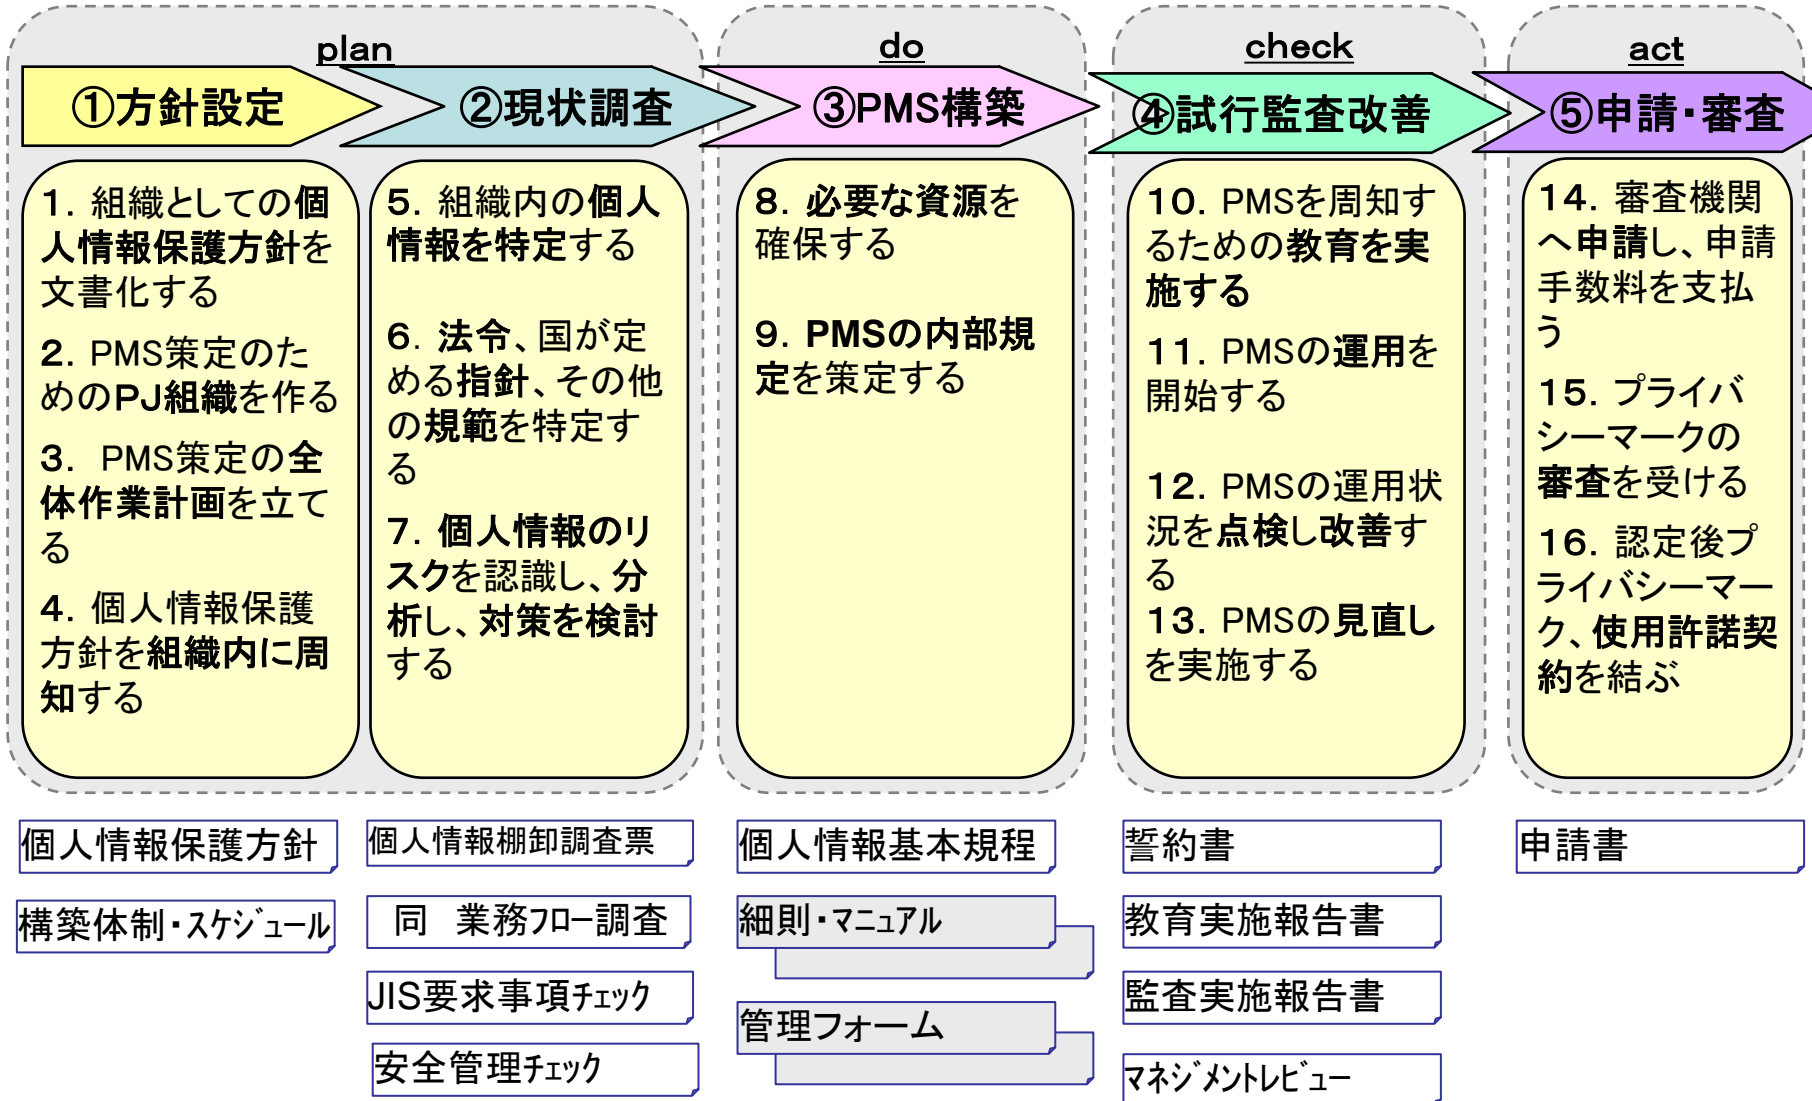 plan
do
check
act
①方針設定
②現状調査
③PMS構築
④試行監査改善
⑤申請・審査
1. 組織としての個
人情報保護方針を
文書化する
2. PMS策定のた
めのPJ組織を作る
3. PMS策定の全
体作業計画を立て
る
4. 個人情報保護
方針を組織内に周
知する
5. 組織内の個人
情報を特定する
6. 法令、国が定
める指針、その他
の規範を特定す
る
7. 個人情報のリ
スクを認識し、分
析し、対策を検討
する
8. 必要な資源を
確保する
9. PMSの内部規
定を策定する
10. PMSを周知す
るための教育を実
施する
11. PMSの運用を
開始する
12. PMSの運用状
況を点検し改善す
る
13. PMSの見直し
を実施する
14. 審査機関
へ申請し、申請
手数料を支払
う
15. プライバ
シーマークの
審査を受ける
16. 認定後プ
ライバシーマー
ク、使用許諾契
約を結ぶ
個人情報保護方針
構築体制・スケジュール
個人情報棚卸調査票
同 業務フロー調査
JIS要求事項チェック
安全管理チェック
個人情報基本規程
細則・マニュアル
管理フォーム
誓約書
教育実施報告書
監査実施報告書
マネジメントレビュー
申請書